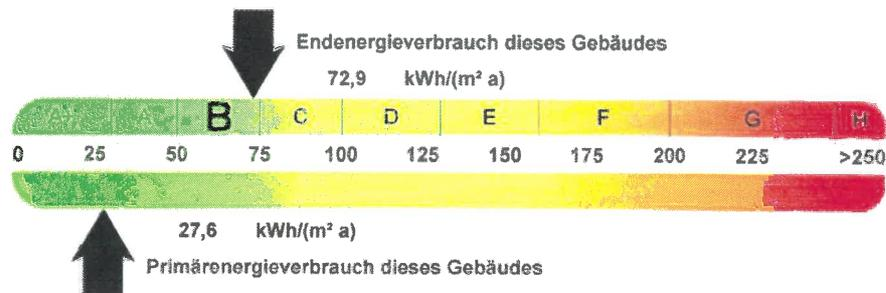 Endenergieverbrauch dieses Gebäudes
72,9 kWh/(m² a)
A+ A B C D E F G H
0 25 50 75 100 125 150 175 200 225 >250
27,6 kWh/(m² a)
Primärenergieverbrauch dieses Gebäudes